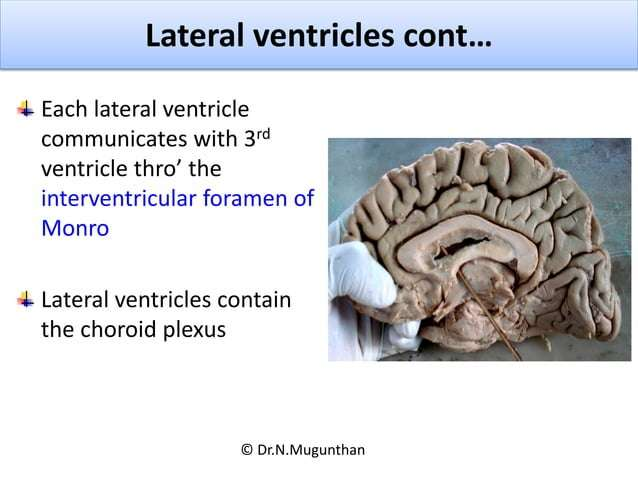 Lateral ventricles cont…
Each lateral ventricle
communicates with 3rd
ventricle thro’ the
interventricular foramen of
Monro
Lateral ventricles contain
the choroid plexus
© Dr.N.Mugunthan